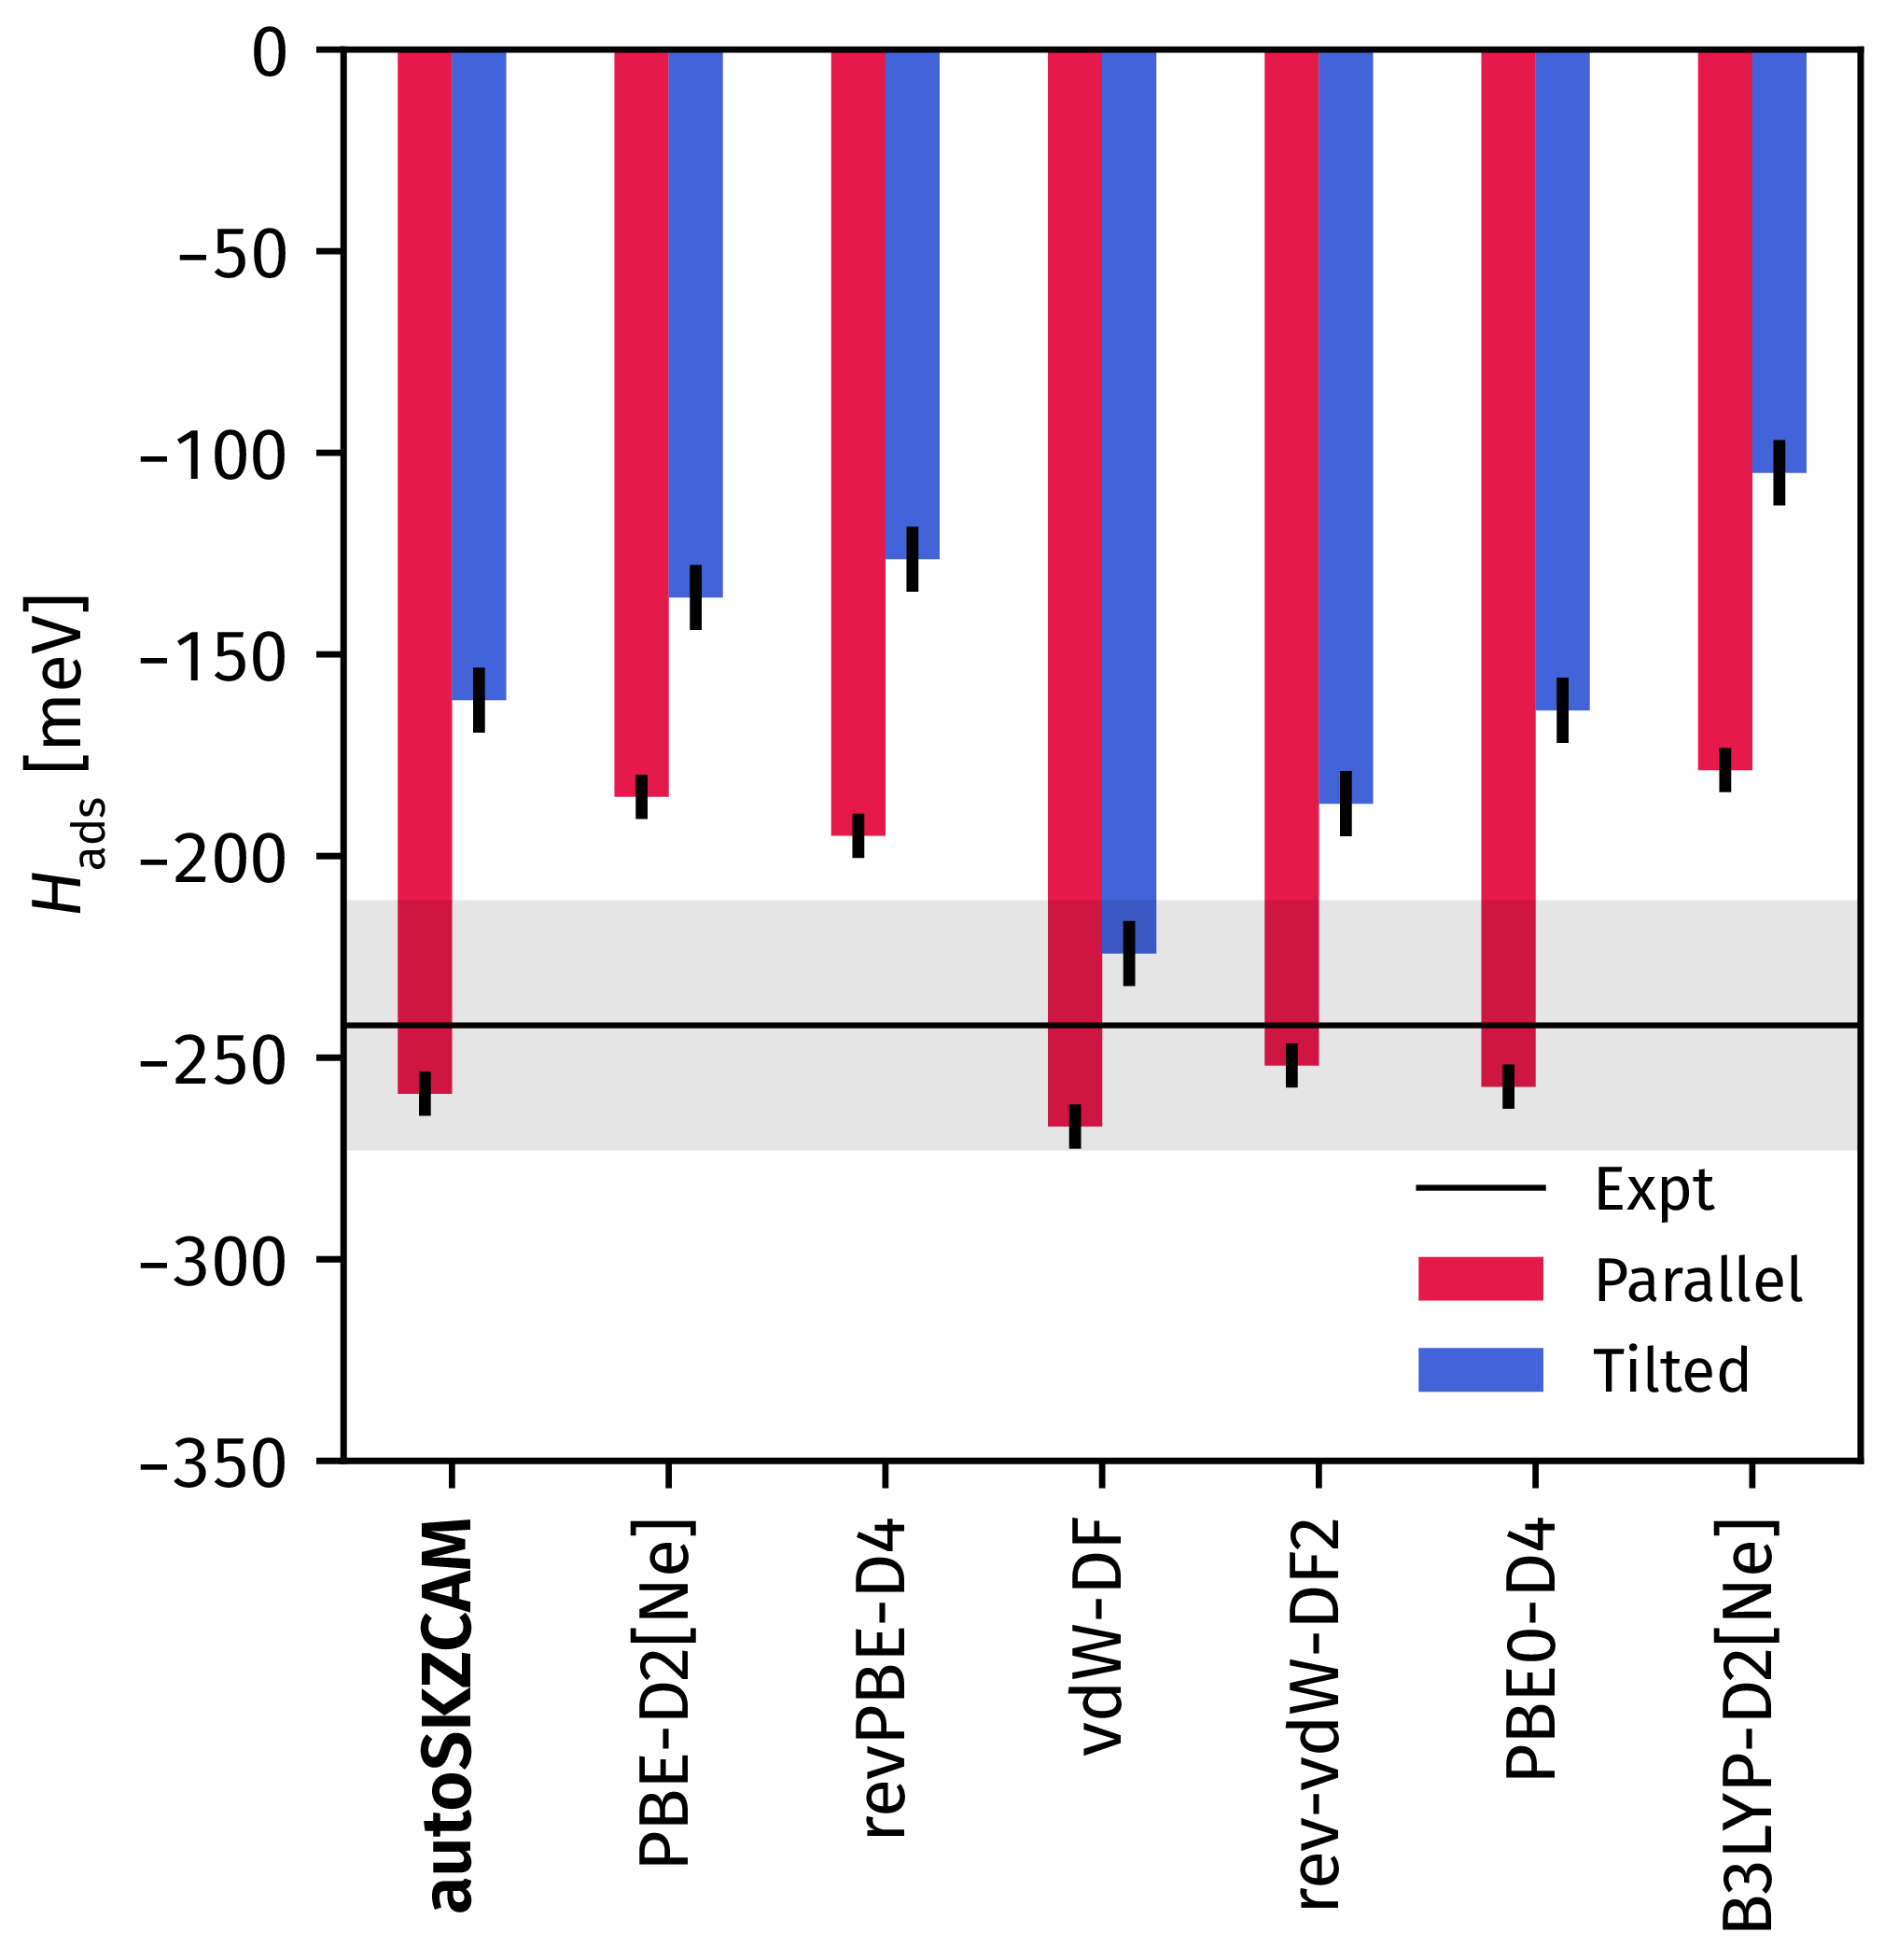 0
-50
-100
-150
-200
-250
-300
-350
H_ads [meV]
Expt
Parallel
Tilted
autoSKZCAM
PBE-D2[Ne]
revPBE-D4
vdW-DF
rev-vdW-DF2
PBE0-D4
B3LYP-D2[Ne]